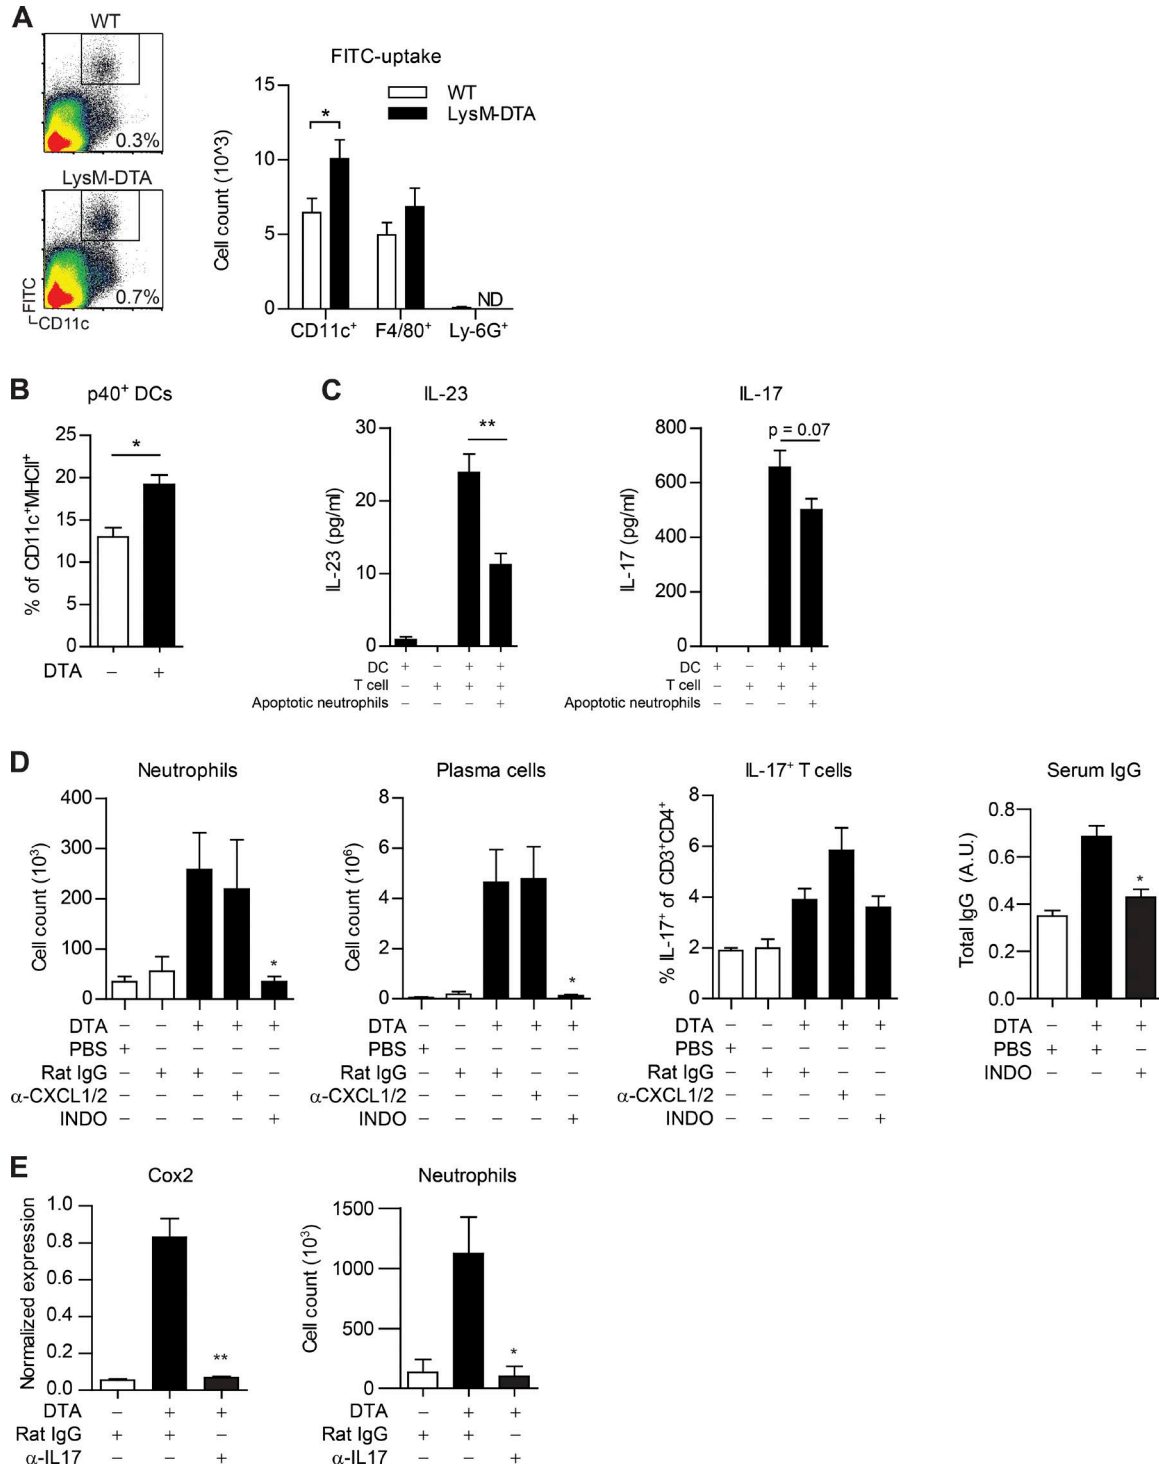 A
WT
0.3%
LysM-DTA
0.7%
FITC
CD11c
FITC-uptake
WT
LysM-DTA
*
Cell count (10^3)
15
10
5
0
ND
CD11c⁺
F4/80⁺
Ly-6G⁺
B
p40⁺ DCs
% of CD11c⁺MHCII⁺
25
20
15
10
5
0
*
DTA − +
C
IL-23
IL-23 (pg/ml)
30
20
10
0
**
DC + − + +
T cell − + + +
Apoptotic neutrophils − − − +
IL-17
IL-17 (pg/ml)
800
600
400
200
0
p = 0.07
DC + − + +
T cell − + + +
Apoptotic neutrophils − − − +
D
Neutrophils
Cell count (10³)
400
300
200
100
0
*
DTA − − + + +
PBS + − − − −
Rat IgG − + + − −
α-CXCL1/2 − − − + −
INDO − − − − +
Plasma cells
Cell count (10⁶)
8
6
4
2
0
*
DTA − − + + +
PBS + − − − −
Rat IgG − + + − −
α-CXCL1/2 − − − + −
INDO − − − − +
IL-17⁺ T cells
% IL-17⁺ of CD3⁺CD4⁺
8
6
4
2
0
DTA − − + + +
PBS + − − − −
Rat IgG − + + − −
α-CXCL1/2 − − − + −
INDO − − − − +
Serum IgG
Total IgG (A.U.)
0.8
0.6
0.4
0.2
0.0
*
DTA − + +
PBS + + −
INDO − − +
E
Cox2
Normalized expression
1.0
0.8
0.6
0.4
0.2
0.0
**
DTA − + +
Rat IgG + + −
α-IL17 − − +
Neutrophils
Cell count (10³)
1500
1000
500
0
*
DTA − + +
Rat IgG + + −
α-IL17 − − +